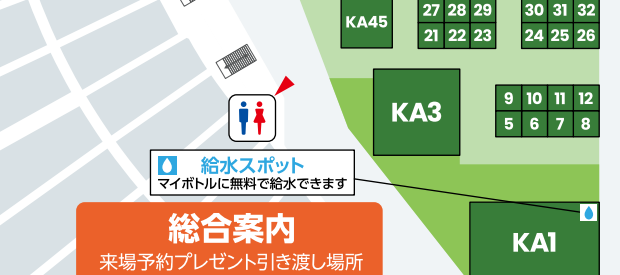 KA45
27 28 29
21 22 23
30 31 32
24 25 26
KA3
9 10 11 12
5 6 7 8
給水スポット
マイボトルに無料で給水できます
総合案内
来場予約プレゼント引き渡し場所
KA1